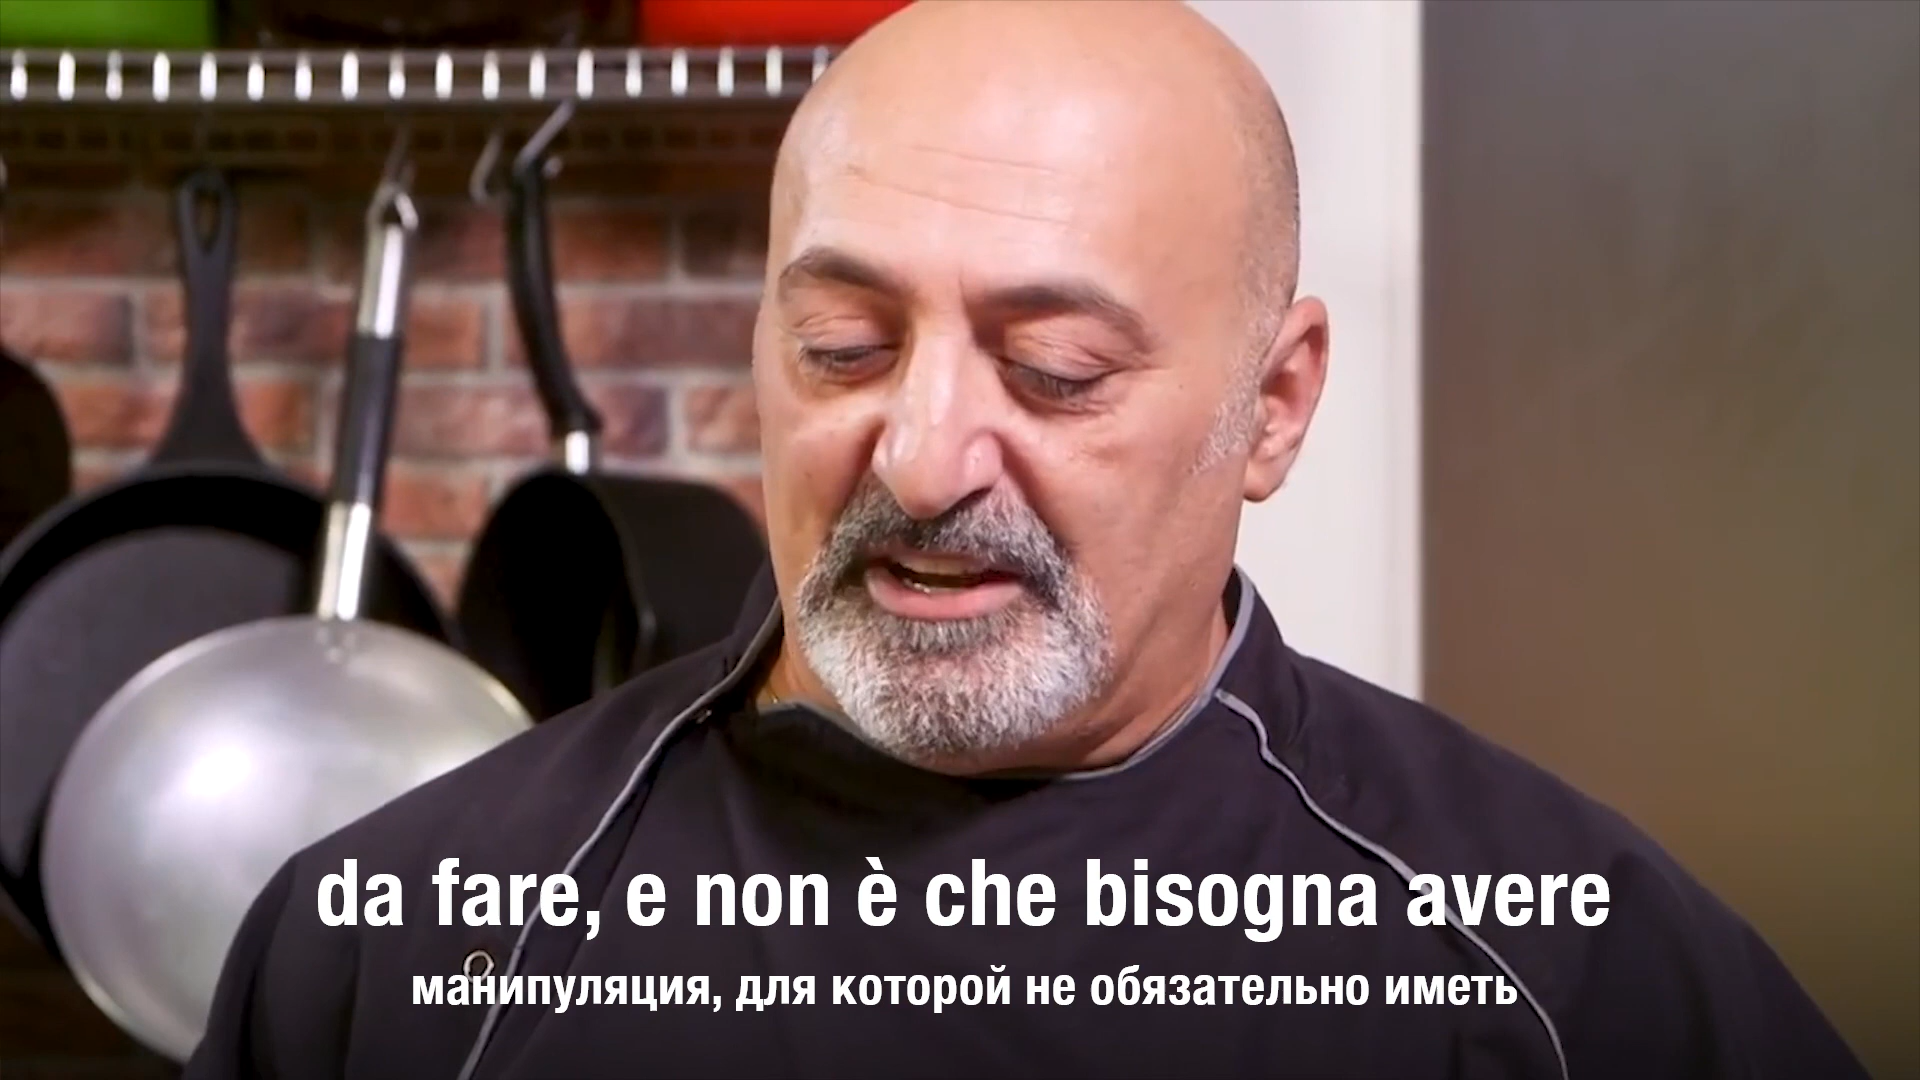 da fare, e non è che bisogna avere
манипуляция, для которой не обязательно иметь